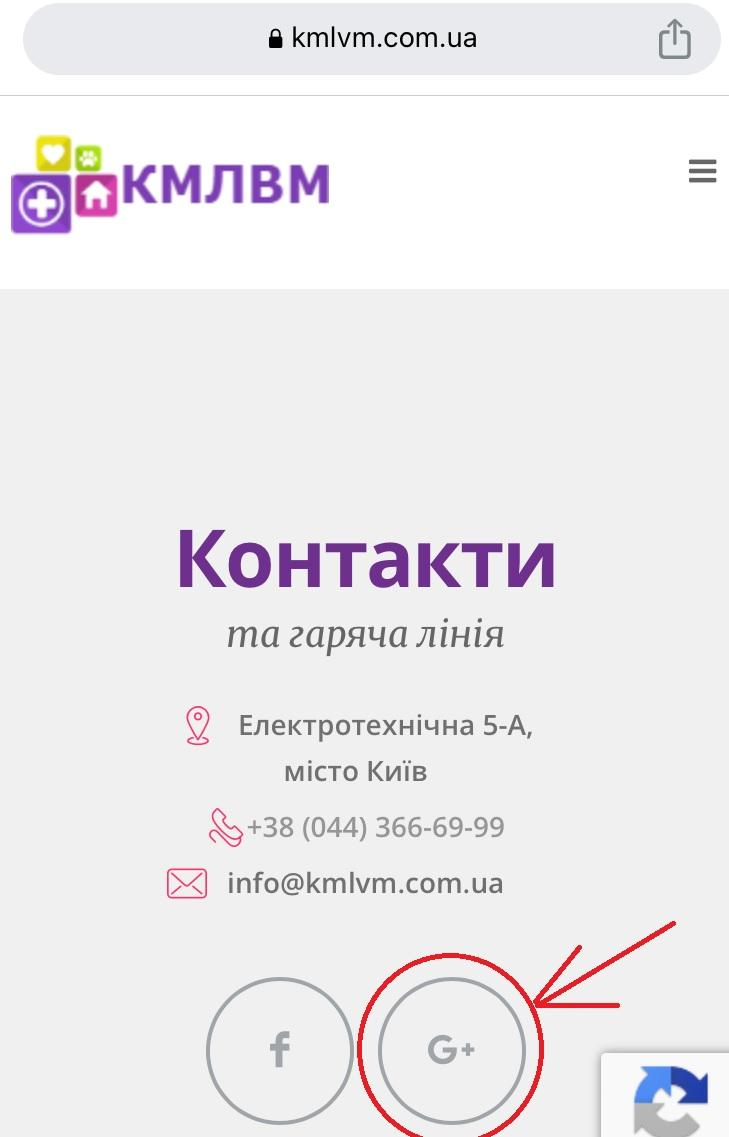 kmlvm.com.ua
КМЛВМ
Контакти
та гаряча лінія
Електротехнічна 5-А,
місто Київ
+38 (044) 366-69-99
info@kmlvm.com.ua
f G+